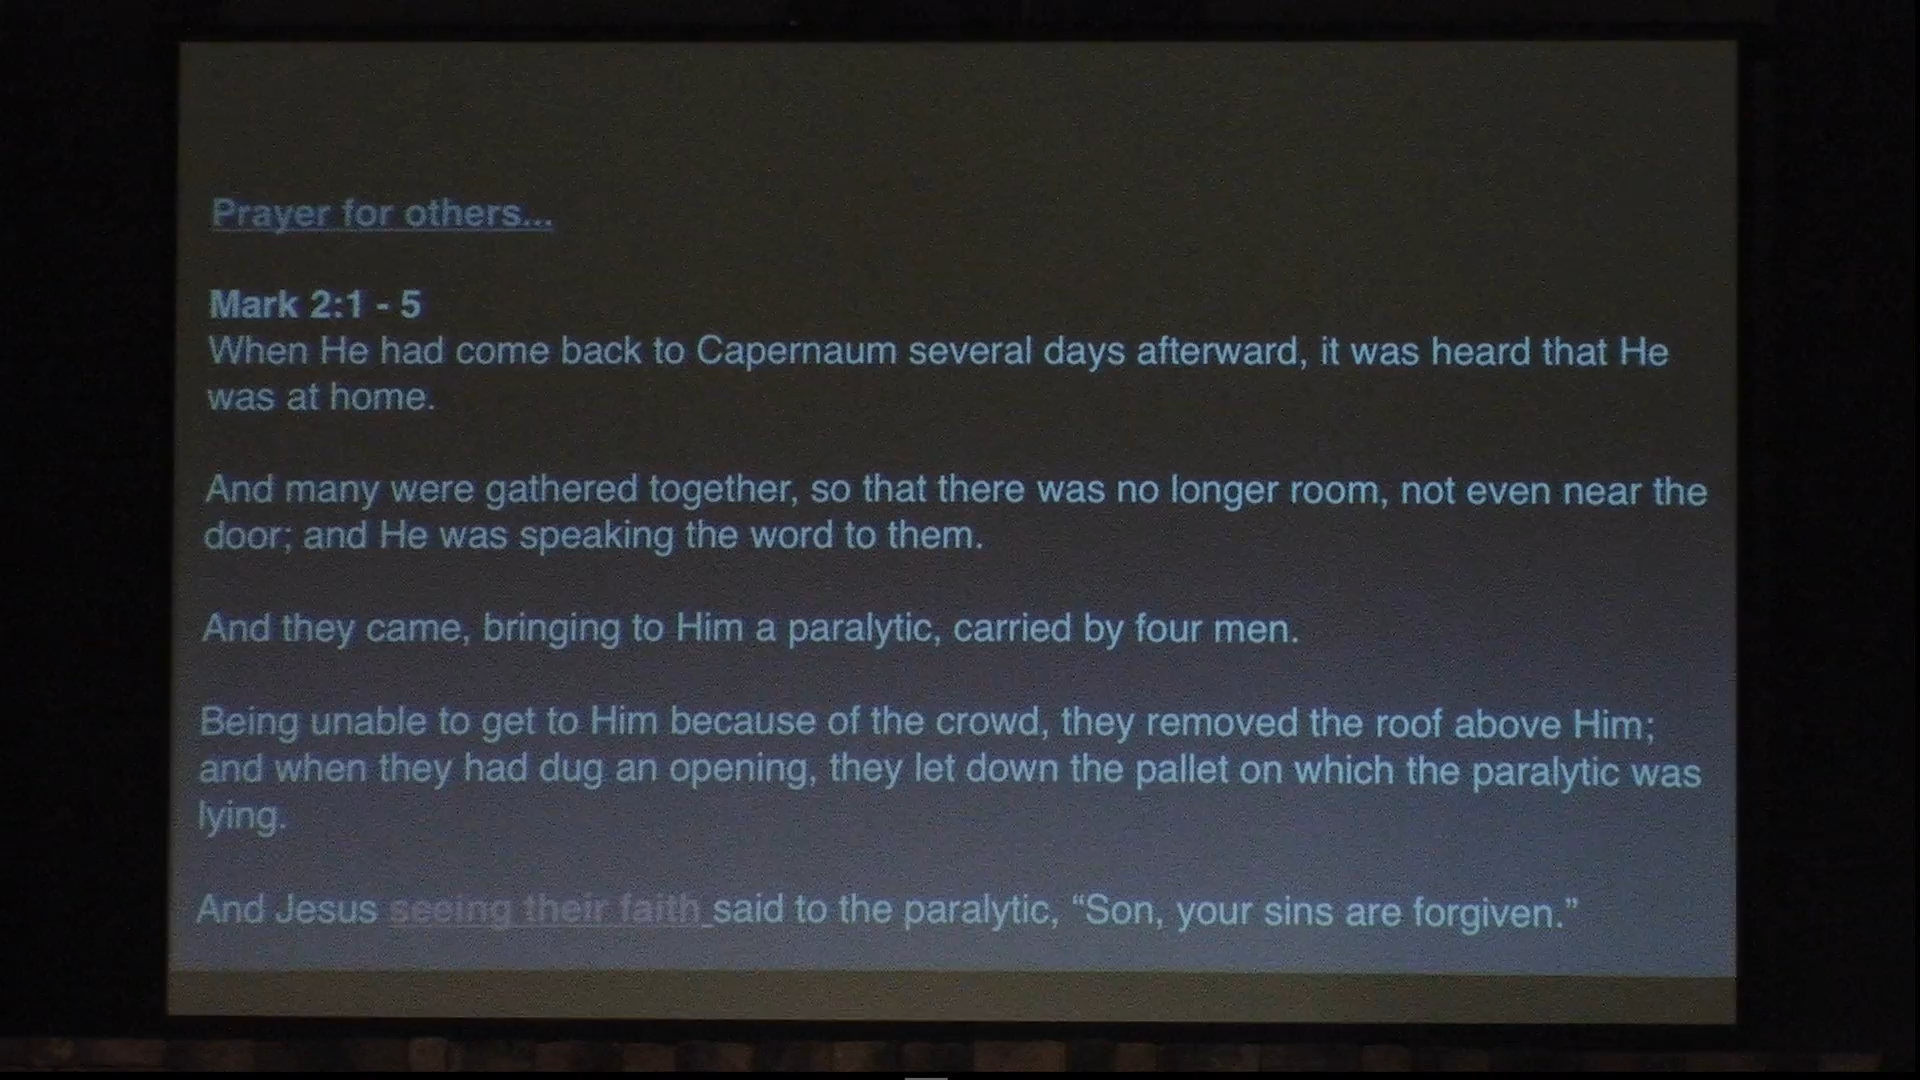 Prayer for others...
Mark 2:1 - 5
When He had come back to Capernaum several days afterward, it was heard that He
was at home.
And many were gathered together, so that there was no longer room, not even near the
door; and He was speaking the word to them.
And they came, bringing to Him a paralytic, carried by four men.
Being unable to get to Him because of the crowd, they removed the roof above Him;
and when they had dug an opening, they let down the pallet on which the paralytic was
lying.
And Jesus seeing their faith said to the paralytic, “Son, your sins are forgiven.”